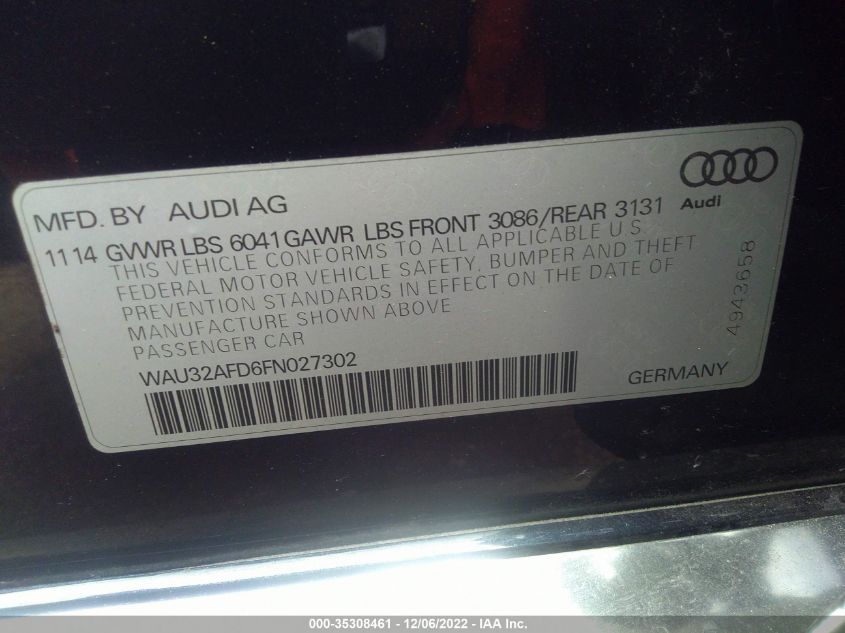 MFD. BY AUDI AG
Audi
11 14 GVWR LBS 6041 GAWR LBS FRONT 3086/REAR 3131
THIS VEHICLE CONFORMS TO ALL APPLICABLE U.S.
FEDERAL MOTOR VEHICLE SAFETY, BUMPER AND THEFT
PREVENTION STANDARDS IN EFFECT ON THE DATE OF
MANUFACTURE SHOWN ABOVE
PASSENGER CAR
WAU32AFD6FN027302
GERMANY
4943658
000-35308461 - 12/06/2022 - IAA Inc.